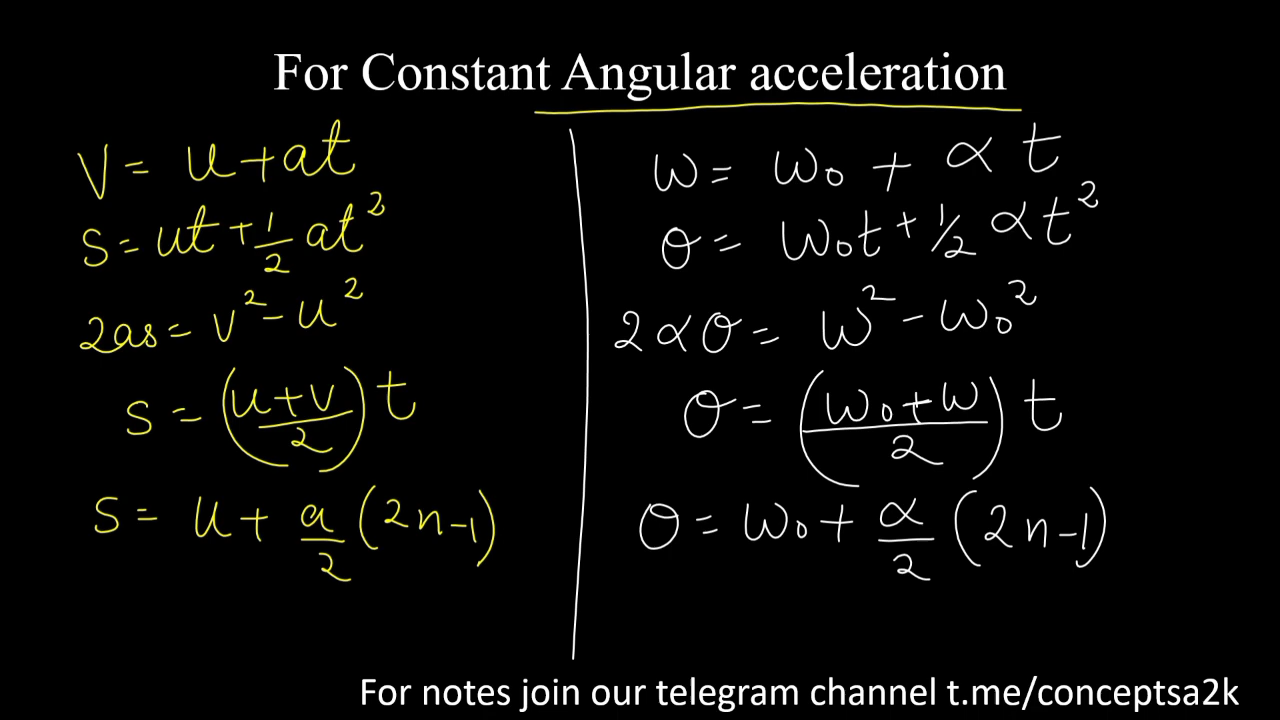 For Constant Angular acceleration
V = u + at
S = ut + 1/2 at²
2as = v² - u²
S = ((u+v)/2) t
S = u + a/2 (2n-1)
ω = ω₀ + α t
θ = ω₀t + 1/2 αt²
2αθ = ω² - ω₀²
θ = ((ω₀+ω)/2) t
θ = ω₀ + α/2 (2n-1)
For notes join our telegram channel t.me/conceptsa2k